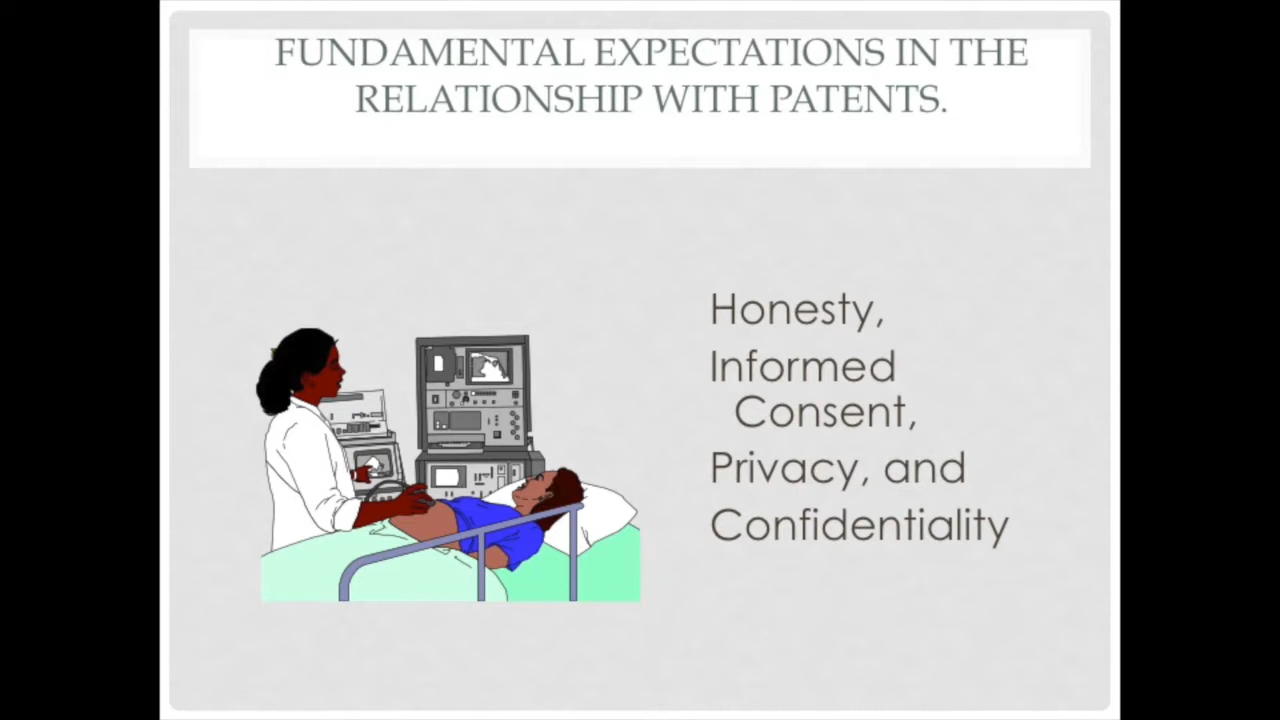 FUNDAMENTAL EXPECTATIONS IN THE
RELATIONSHIP WITH PATENTS.
Honesty,
Informed
Consent,
Privacy, and
Confidentiality